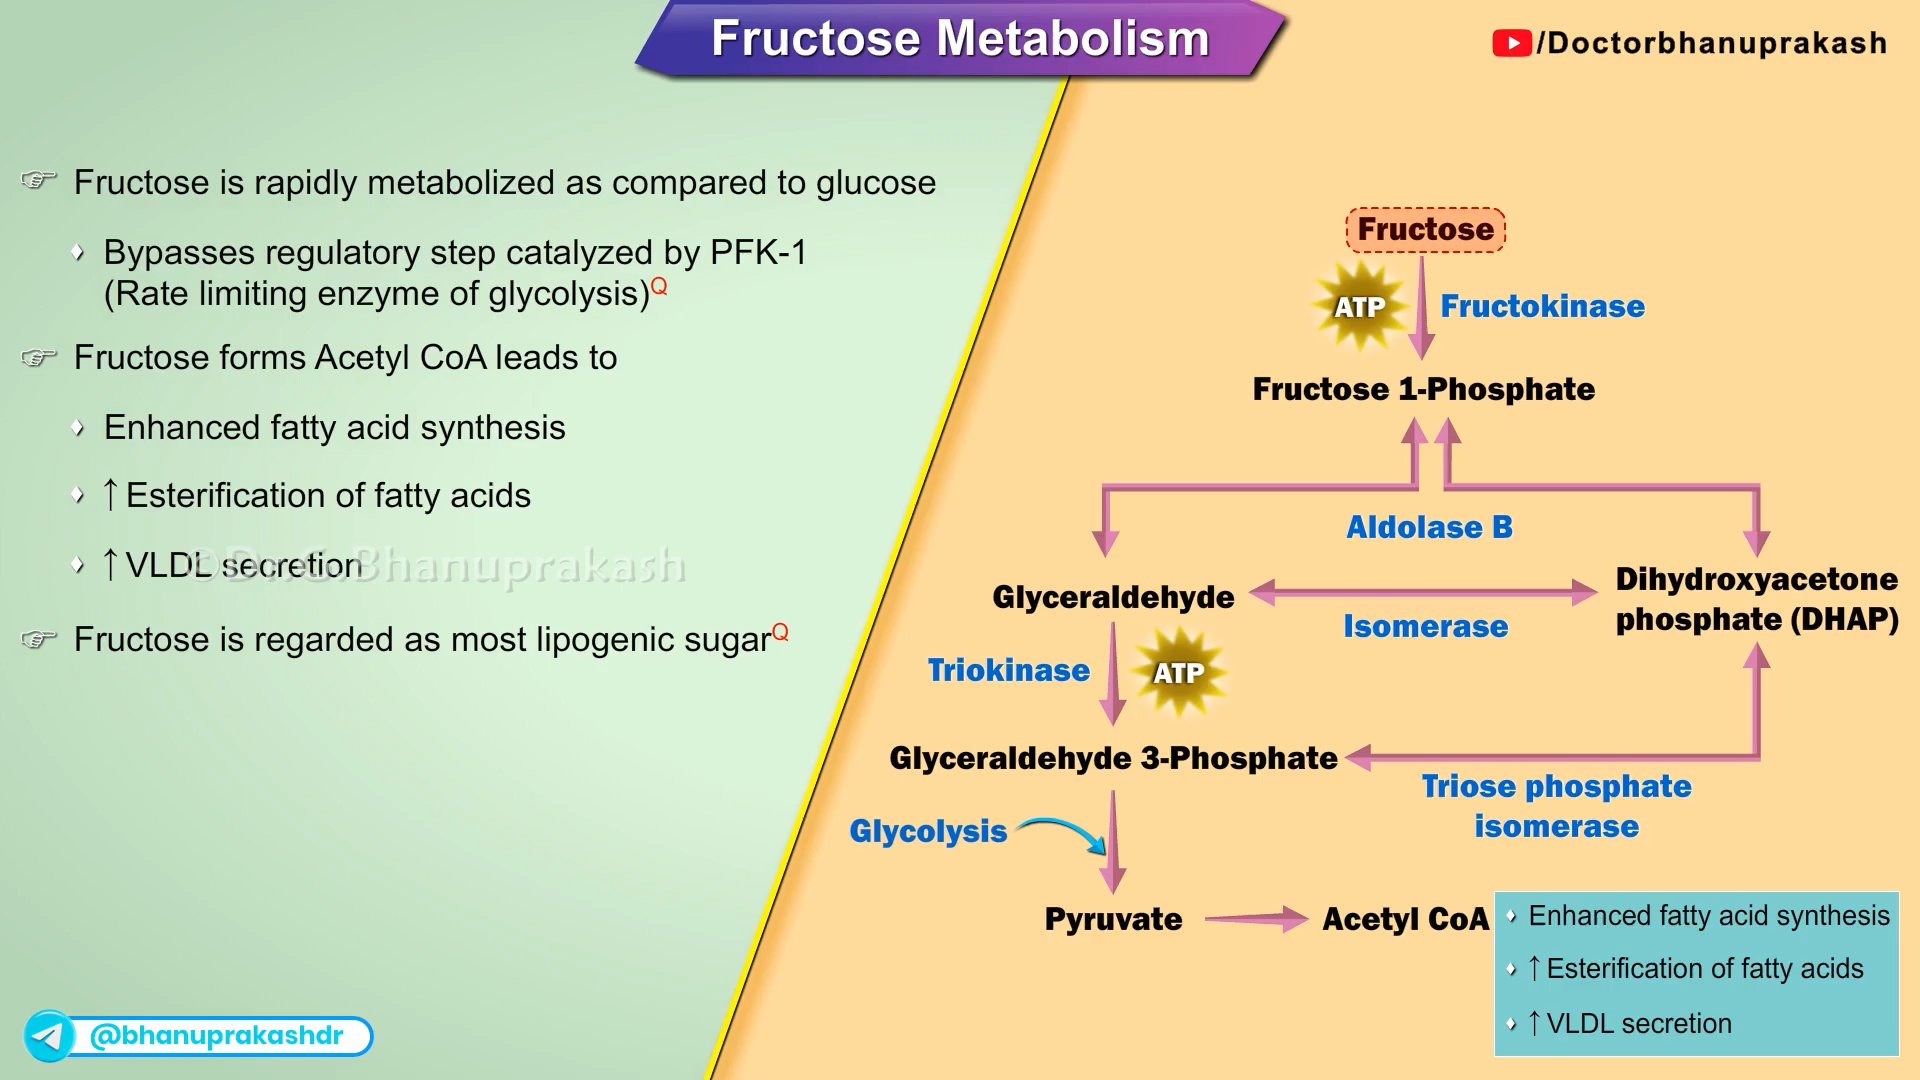 Fructose Metabolism
/Doctorbhanuprakash
Fructose is rapidly metabolized as compared to glucose
Bypasses regulatory step catalyzed by PFK-1
(Rate limiting enzyme of glycolysis)Q
Fructose forms Acetyl CoA leads to
Enhanced fatty acid synthesis
↑ Esterification of fatty acids
↑ VLDL secretion
©Dr.G.Bhanuprakash
Fructose is regarded as most lipogenic sugarQ
@bhanuprakashdr
Fructose
ATP
Fructokinase
Fructose 1-Phosphate
Aldolase B
Glyceraldehyde
Isomerase
Dihydroxyacetone
phosphate (DHAP)
Triokinase
ATP
Glyceraldehyde 3-Phosphate
Triose phosphate
isomerase
Glycolysis
Pyruvate
Acetyl CoA
Enhanced fatty acid synthesis
↑ Esterification of fatty acids
↑ VLDL secretion